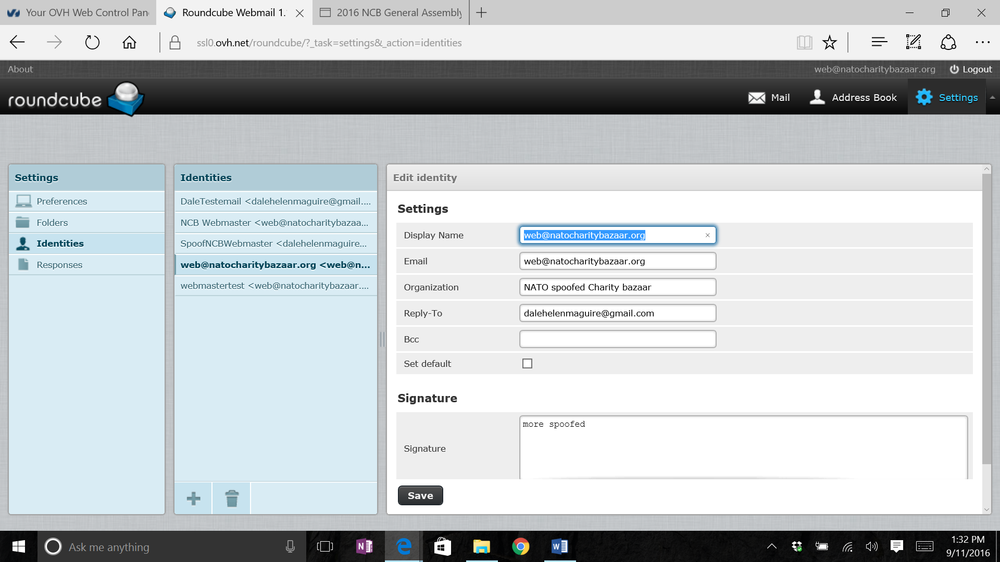 Your OVH Web Control Pan
Roundcube Webmail 1.
2016 NCB General Assembly
ssl0.ovh.net/roundcube/?_task=settings&_action=identities
About
web@natocharitybazaar.org
Logout
roundcube
Mail
Address Book
Settings
Settings
Preferences
Folders
Identities
Responses
Identities
DaleTestemail <dalehelenmaguire@gmail....
NCB Webmaster <web@natocharitybazaa...
SpoofNCBWebmaster <dalehelenmaguire...
web@natocharitybazaar.org <web@n...
webmastertest <web@natocharitybazaar....
Edit identity
Settings
Display Name web@natocharitybazaar.org
Email web@natocharitybazaar.org
Organization NATO spoofed Charity bazaar
Reply-To dalehelenmaguire@gmail.com
Bcc
Set default
Signature
Signature more spoofed
Save
Ask me anything
1:32 PM
9/11/2016